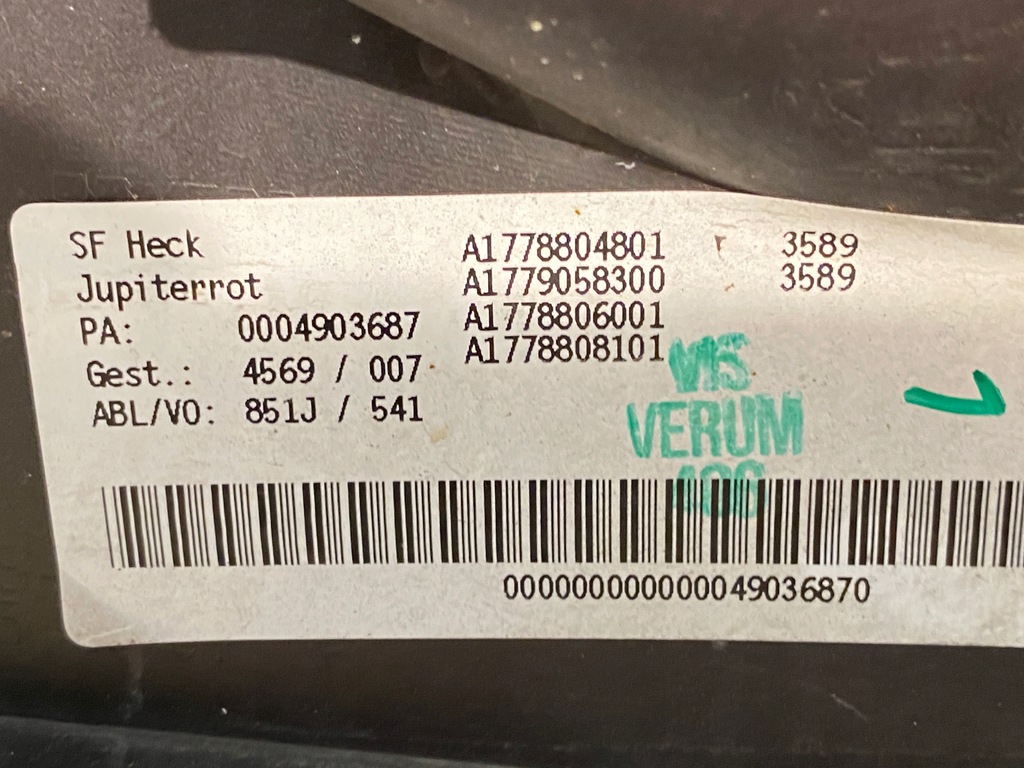 SF Heck A1778804801 r 3589
Jupiterrot A1779058300 3589
PA: 0004903687 A1778806001
Gest.: 4569 / 007 A1778808101
ABL/VO: 851J / 541
VIS
VERUM
406
000000000000049036870